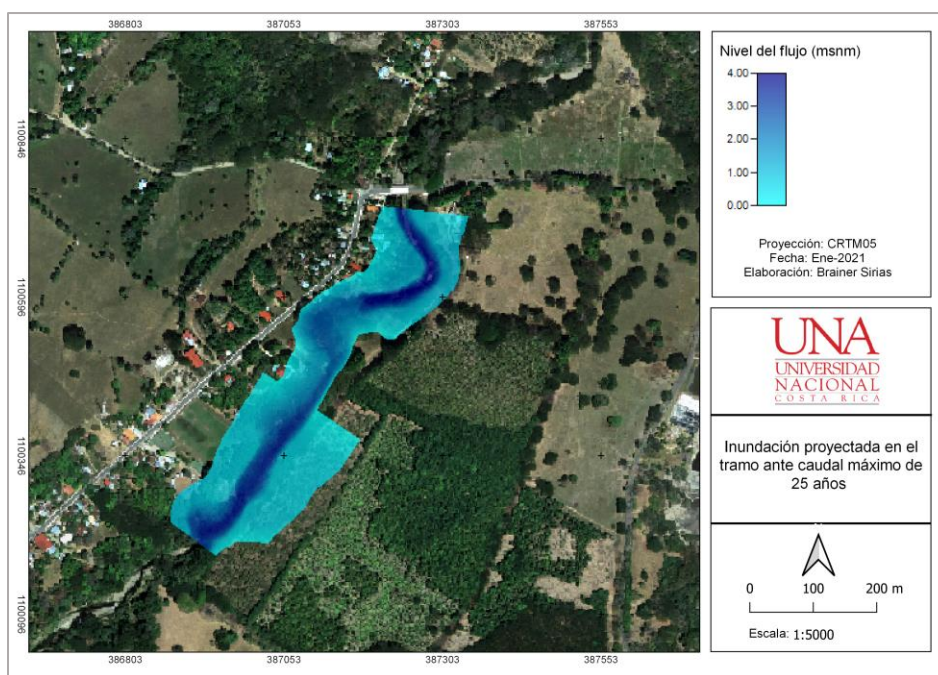 386803 387053 387303 387553
1100846
1100596
1100346
1100096
386803 387053 387303 387553
Nivel del flujo (msnm)
4.00
3.00
2.00
1.00
0.00
Proyección: CRTM05
Fecha: Ene-2021
Elaboración: Brainer Sirias
UNA
UNIVERSIDAD
NACIONAL
COSTA RICA
Inundación proyectada en el
tramo ante caudal máximo de
25 años
0 100 200 m
Escala: 1:5000